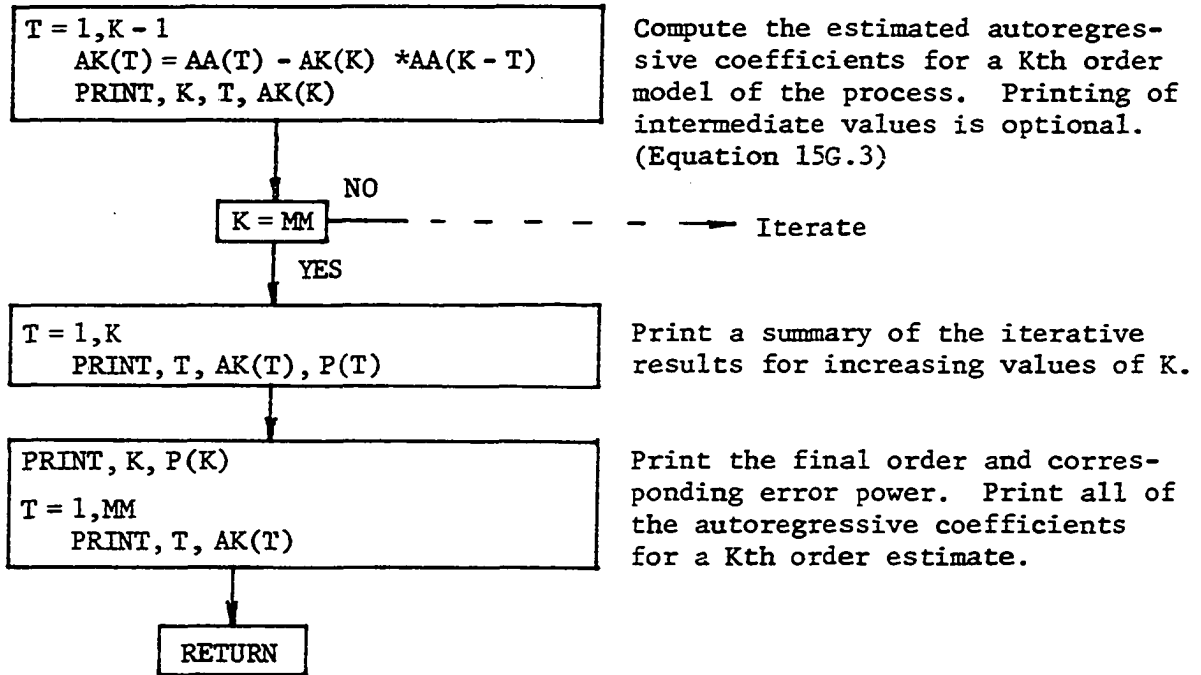 T = 1,K - 1
AK(T) = AA(T) - AK(K) *AA(K - T)
PRINT, K, T, AK(K)
Compute the estimated autoregres-
sive coefficients for a Kth order
model of the process. Printing of
intermediate values is optional.
(Equation 15G.3)
NO
K = MM
Iterate
YES
T = 1,K
PRINT, T, AK(T), P(T)
Print a summary of the iterative
results for increasing values of K.
PRINT, K, P(K)
T = 1,MM
PRINT, T, AK(T)
Print the final order and corres-
ponding error power. Print all of
the autoregressive coefficients
for a Kth order estimate.
RETURN